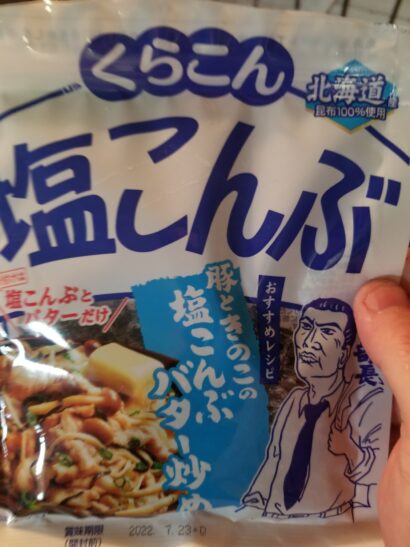 くらこん
北海道
昆布100%使用
塩こんぶ
塩こんぶと
バターだけ
おすすめレシピ
豚ときのこの
塩こんぶ
バター炒め
賞味期限
(開封前)
2022. 7.23